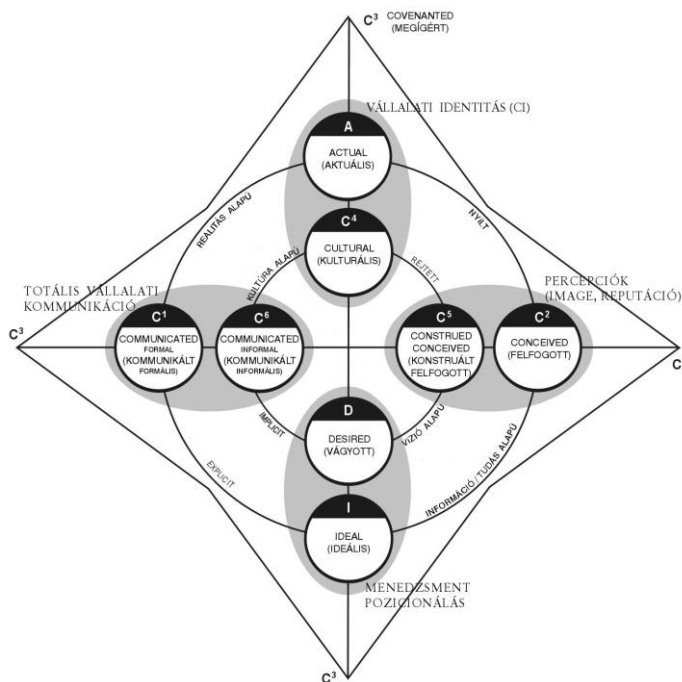 C³ COVENANTED
(MEGÍGÉRT)
VÁLLALATI IDENTITÁS (CI)
A
ACTUAL
(AKTUÁLIS)
REALITÁS ALAPÚ
NYÍLT
C⁴
CULTURAL
(KULTURÁLIS)
KULTÚRA ALAPÚ
REJTETT
TOTÁLIS VÁLLALATI
KOMMUNIKÁCIÓ
PERCEPCIÓK
(IMAGE, REPUTÁCIÓ)
C³
C¹
COMMUNICATED
FORMAL
(KOMMUNIKÁLT
FORMÁLIS)
C⁶
COMMUNICATED
INFORMAL
(KOMMUNIKÁLT
INFORMÁLIS)
C⁵
CONSTRUED
CONCEIVED
(KONSTRUÁLT
FELFOGOTT)
C²
CONCEIVED
(FELFOGOTT)
C
D
DESIRED
(VÁGYOTT)
IMPLICIT
VÍZIÓ ALAPÚ
EXPLICIT
INFORMÁCIÓ/TUDÁS ALAPÚ
I
IDEAL
(IDEÁLIS)
MENEDZSMENT
POZICIONÁLÁS
C³